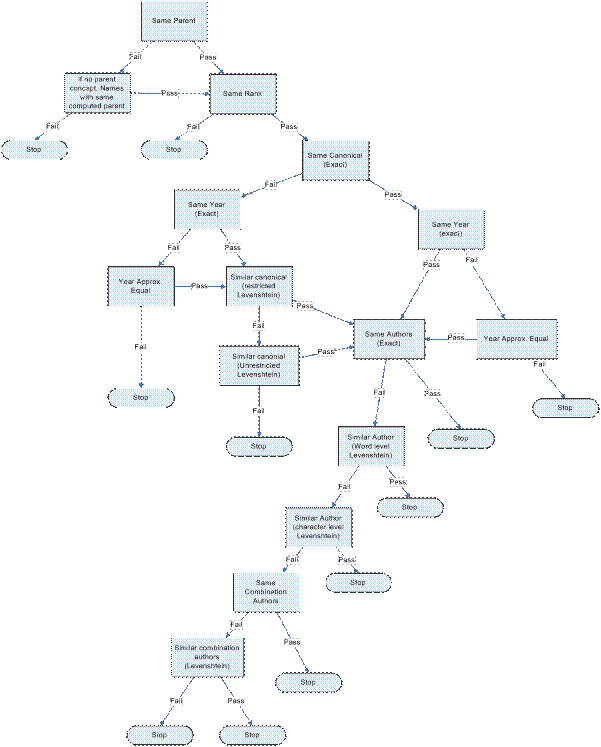 Same Parent
Fail
Pass
If no parent
concapt. Names
with same
computed parent
Pass
Same Rank
Fail
Fail
Pass
Stop
Stop
Same Canonical
(Exact)
Fail
Pass
Same Year
(Exact)
Same Year
(exact)
Fail
Pass
Pass
Fail
Year Approx.
Equal
Pass
Similar canonical
(restricted
Levenshtein)
Pass
Fail
Same Authors
(Exact)
Pass
Year Approx. Equal
Fail
Similar canonial
(Unrestricted
Levenshtein)
Pass
Fail
Stop
Fail
Fail
Pass
Stop
Stop
Similar Author
(Word level
Levenshtein)
Stop
Fail
Pass
Stop
Similar Author
(character level
Levenshtein)
Fail
Pass
Stop
Same
Combination
Authors
Fail
Pass
Similar combination
authors
(Levenshtein)
Stop
Fail
Pass
Stop
Stop